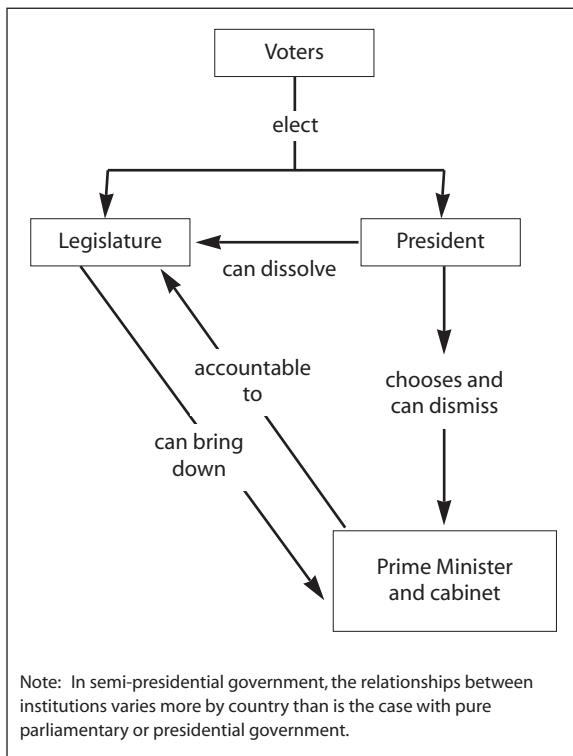 Voters
elect
Legislature
President
can dissolve
accountable
to
chooses and
can dismiss
can bring
down
Prime Minister
and cabinet
Note: In semi-presidential government, the relationships between
institutions varies more by country than is the case with pure
parliamentary or presidential government.